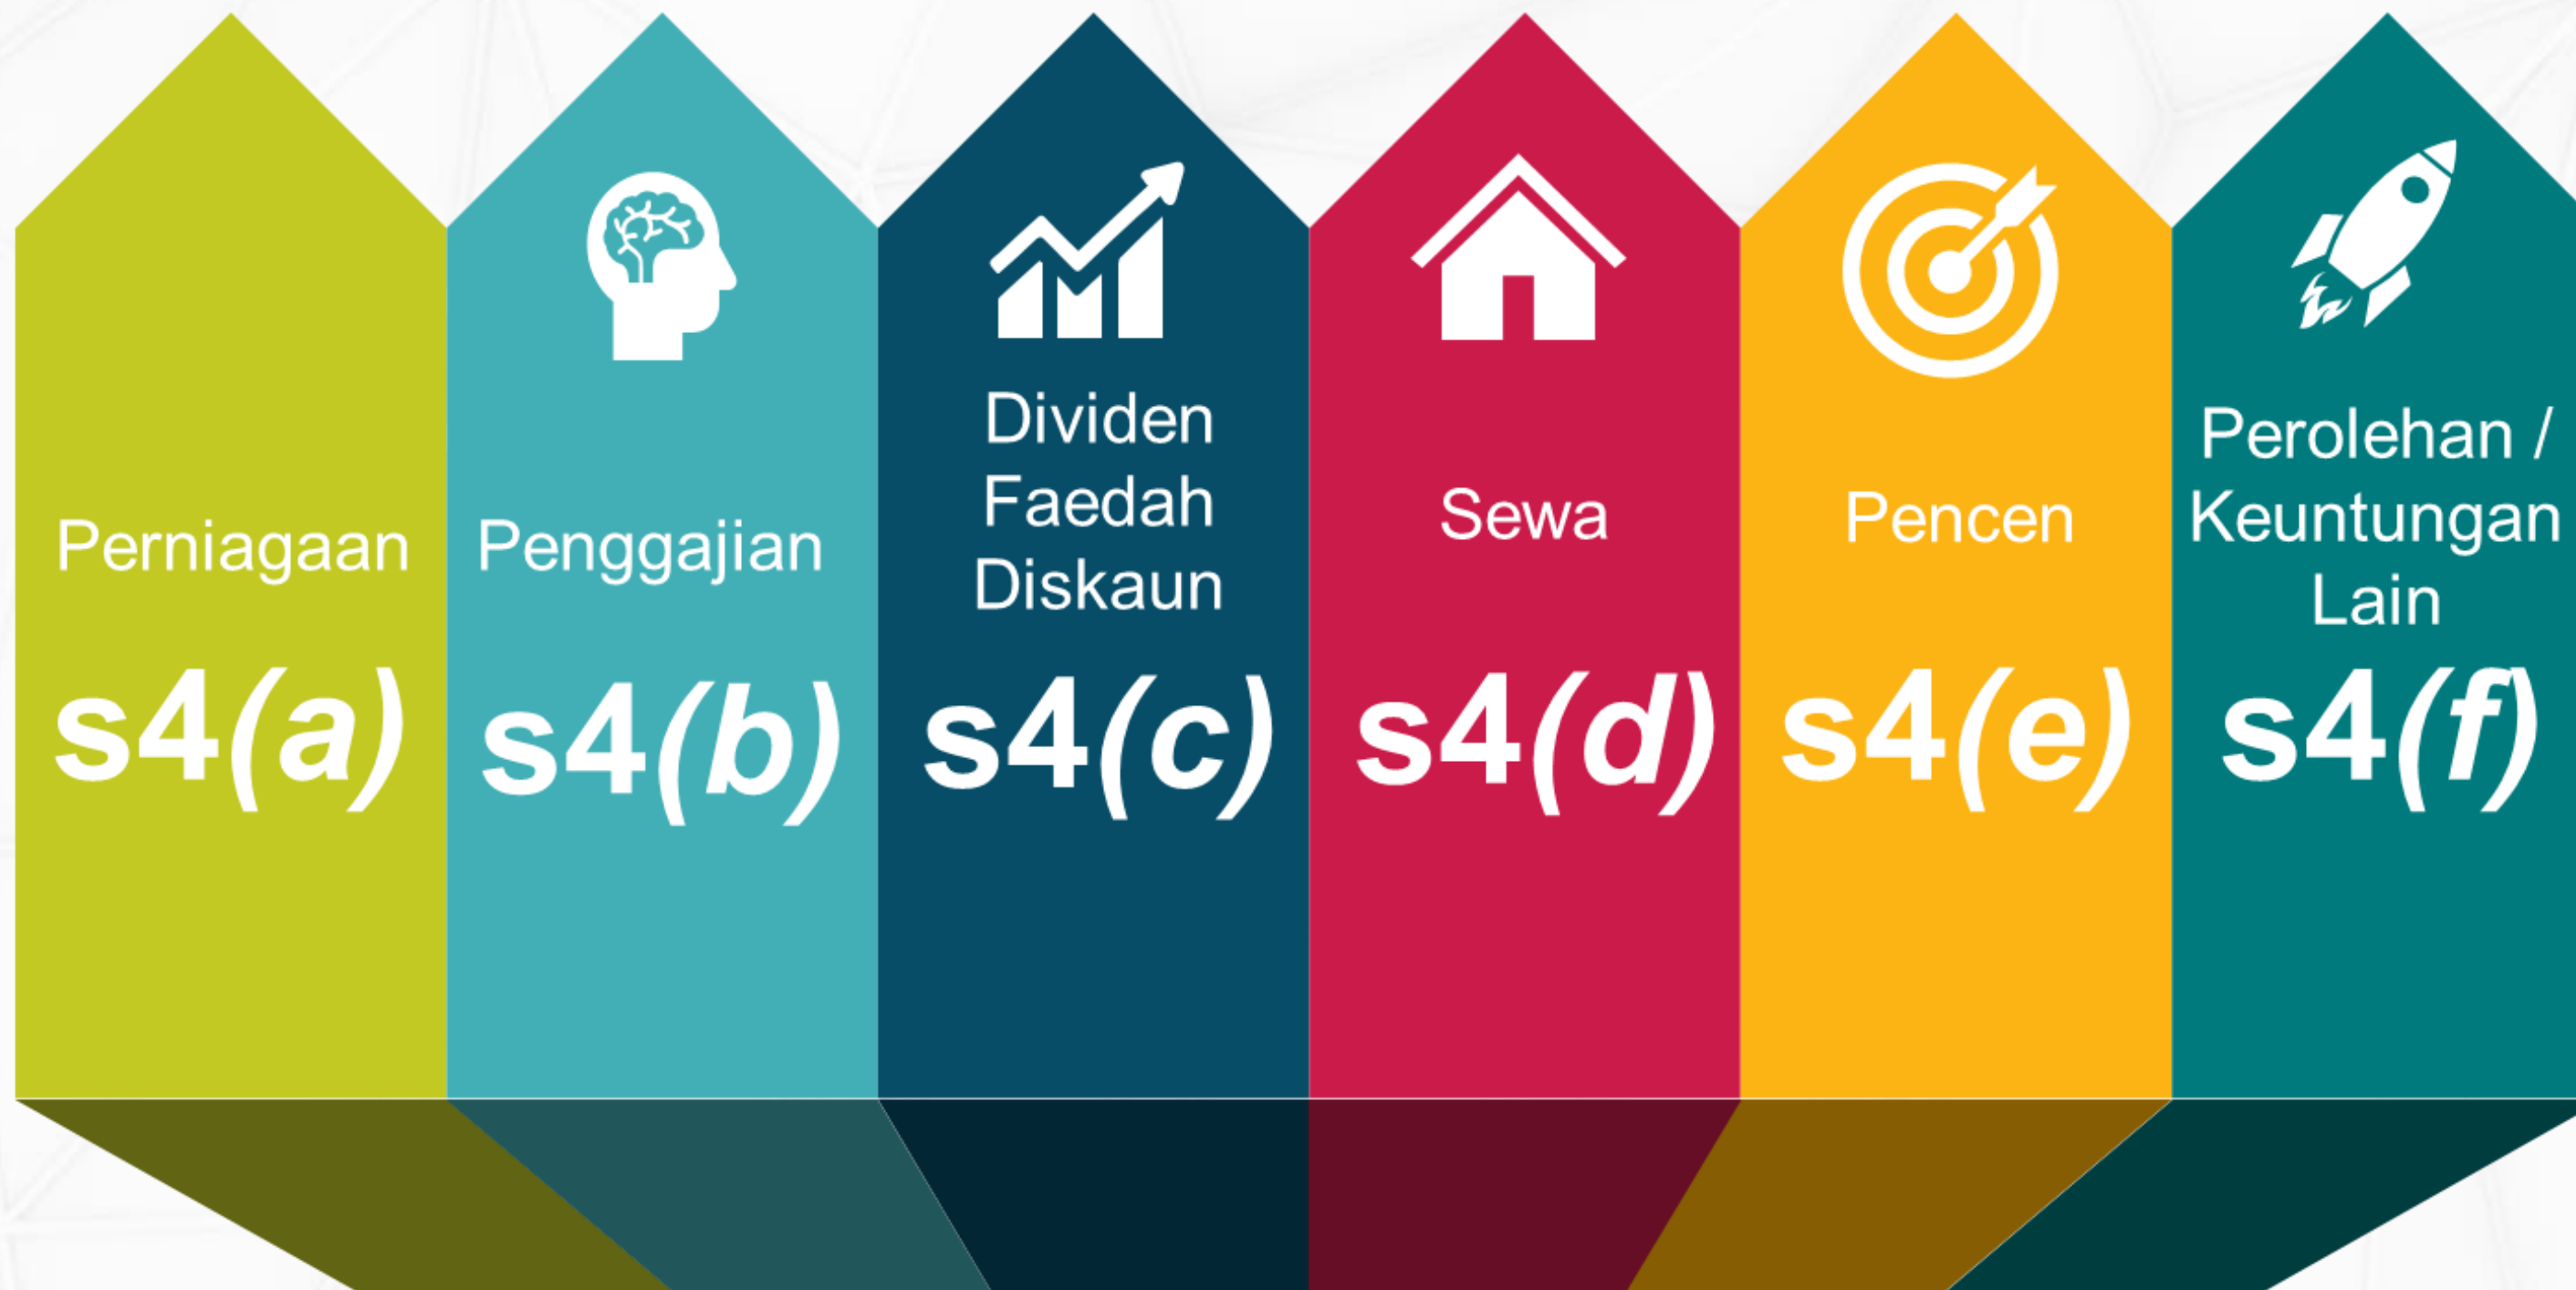 Perniagaan
s4(a)
Penggajian
s4(b)
Dividen
Faedah
Diskaun
s4(c)
Sewa
s4(d)
Pencen
s4(e)
Perolehan /
Keuntungan
Lain
s4(f)